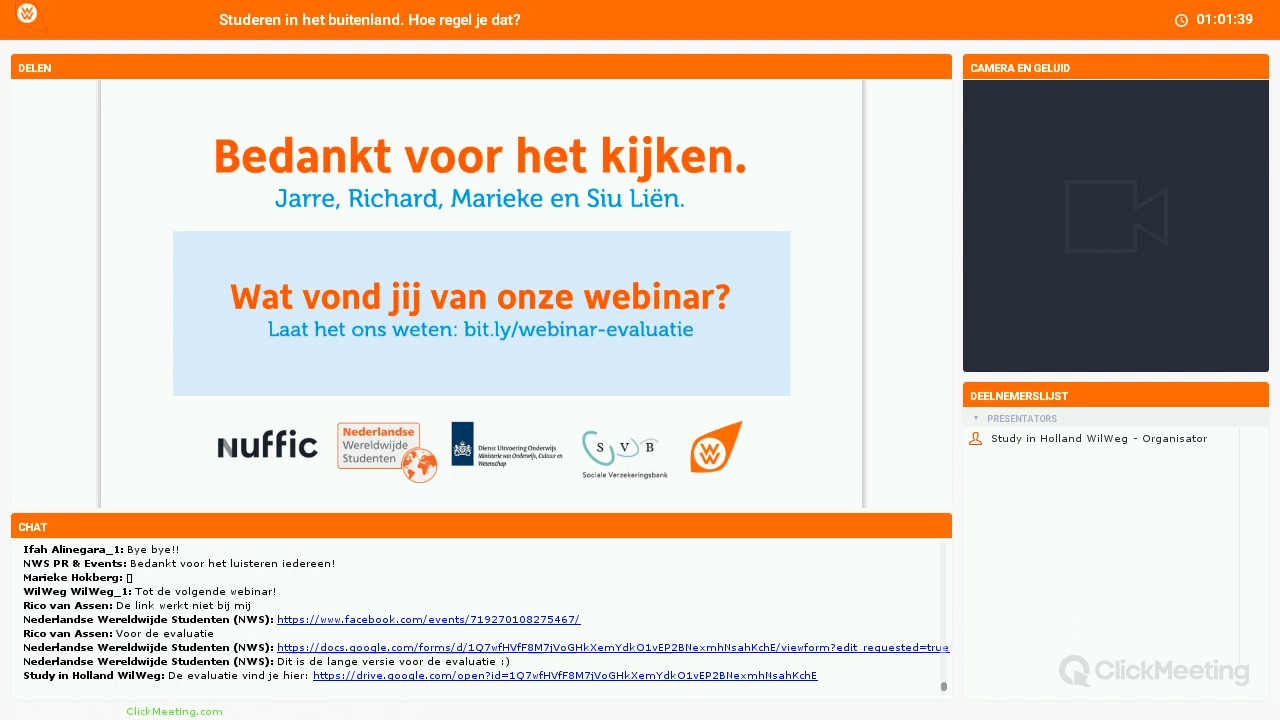 Studeren in het buitenland. Hoe regel je dat?
01:01:39
DELEN
Bedankt voor het kijken.
Jarre, Richard, Marieke en Siu Liën.
Wat vond jij van onze webinar?
Laat het ons weten: bit.ly/webinar-evaluatie
nuffic
Nederlandse
Wereldwijde
Studenten
Dienst Uitvoering Onderwijs
Ministerie van Onderwijs, Cultuur en
Wetenschap
S V B
Sociale Verzekeringsbank
W
CAMERA EN GELUID
DEELNEMERSLIJST
PRESENTATORS
Study in Holland WilWeg - Organisator
CHAT
Ifah Alinegara_1: Bye bye!!
NWS PR & Events: Bedankt voor het luisteren iedereen!
Marieke Hokberg:
WilWeg WilWeg_1: Tot de volgende webinar!
Rico van Assen: De link werkt niet bij mij
Nederlandse Wereldwijde Studenten (NWS): https://www.facebook.com/events/719270108275467/
Rico van Assen: Voor de evaluatie
Nederlandse Wereldwijde Studenten (NWS): https://docs.google.com/forms/d/1Q7wfHVfF8M7jVoGHkXemYdkO1vEP2BNexmhNsahKchE/viewform?edit_requested=true
Nederlandse Wereldwijde Studenten (NWS): Dit is de lange versie voor de evaluatie :)
Study in Holland WilWeg: De evaluatie vind je hier: https://drive.google.com/open?id=1Q7wfHVfF8M7jVoGHkXemYdkO1vEP2BNexmhNsahKchE
ClickMeeting
ClickMeeting.com